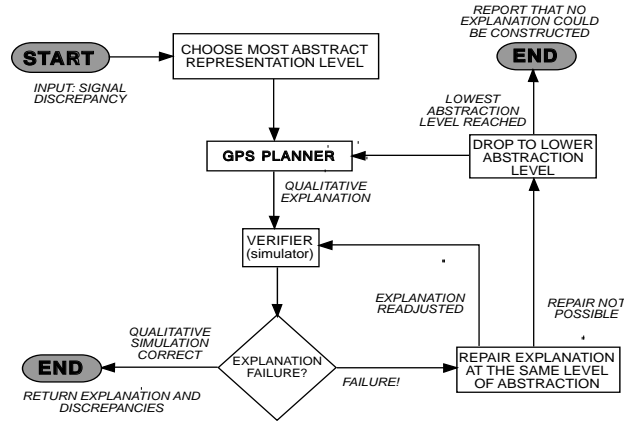 REPORT THAT NO
EXPLANATION COULD
BE CONSTRUCTED
START
CHOOSE MOST ABSTRACT
REPRESENTATION LEVEL
END
INPUT: SIGNAL
DISCREPANCY
LOWEST
ABSTRACTION
LEVEL REACHED
GPS PLANNER
DROP TO LOWER
ABSTRACTION
LEVEL
QUALITATIVE
EXPLANATION
VERIFIER
(simulator)
EXPLANATION
READJUSTED
REPAIR NOT
POSSIBLE
QUALITATIVE
SIMULATION
CORRECT
END
EXPLANATION
FAILURE?
FAILURE!
REPAIR EXPLANATION
AT THE SAME LEVEL
OF ABSTRACTION
RETURN EXPLANATION AND
DISCREPANCIES